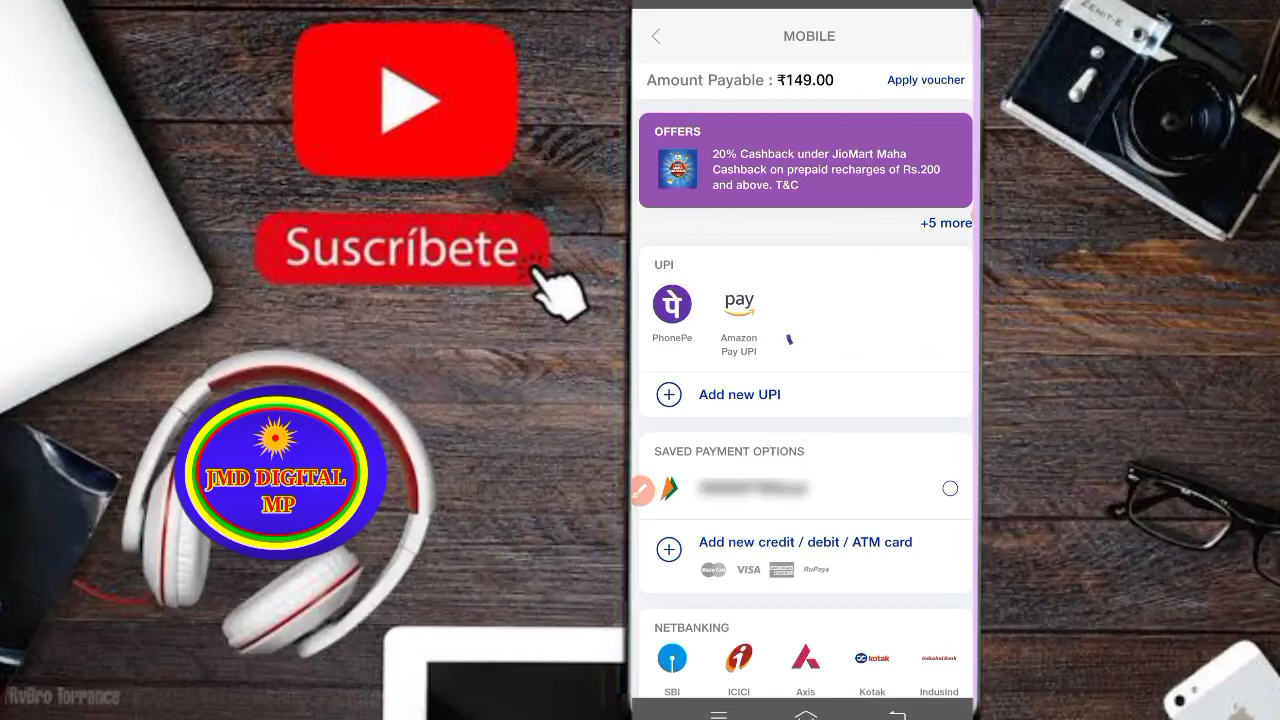 Suscríbete
JMD DIGITAL
MP
RvBro Torrance
ZENIT-E
MOBILE
Amount Payable : ₹149.00
Apply voucher
OFFERS
20% Cashback under JioMart Maha
Cashback on prepaid recharges of Rs.200
and above. T&C
+5 more
UPI
पे
pay
PhonePe
Amazon
Pay UPI
Add new UPI
SAVED PAYMENT OPTIONS
Add new credit / debit / ATM card
VISA
RuPay
NETBANKING
kotak
IndusInd Bank
SBI
ICICI
Axis
Kotak
Indusind